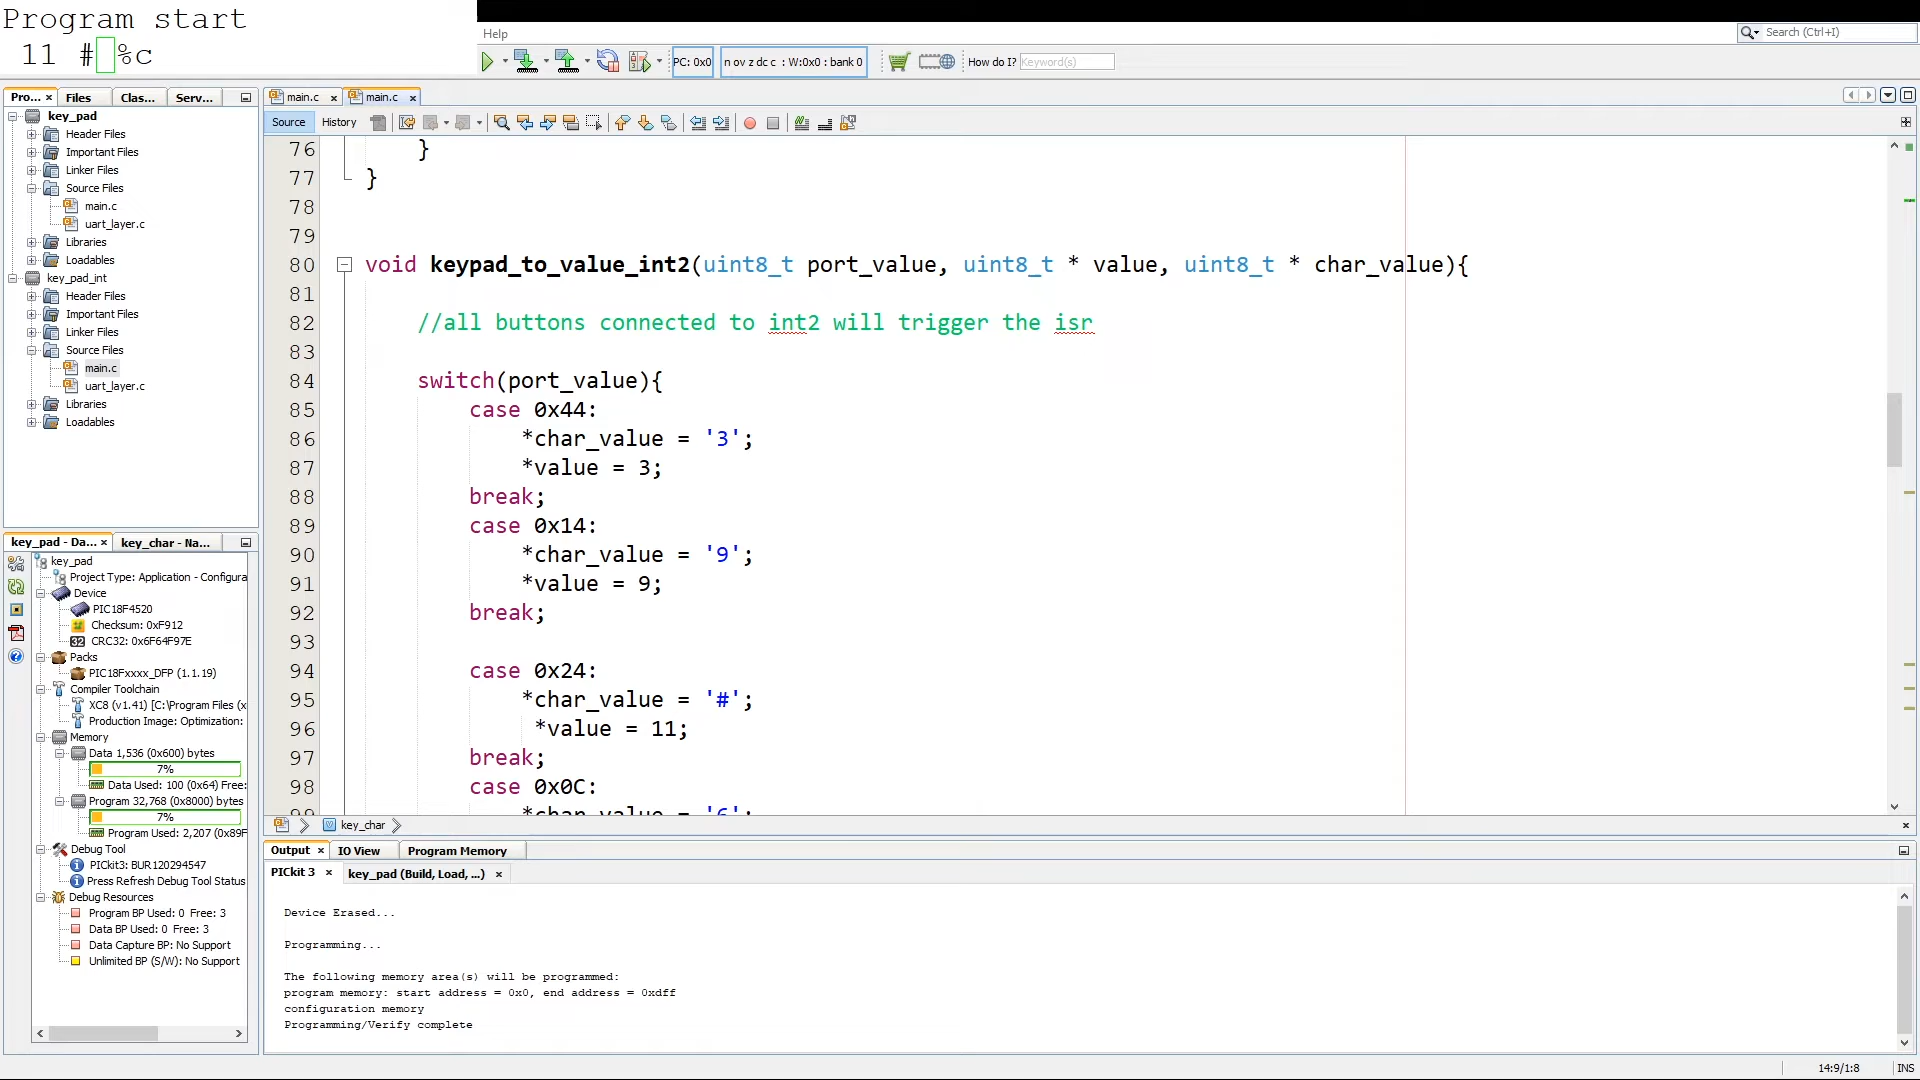 Program start
11 # %c
Help
Search (Ctrl+I)
PC: 0x0
n ov z dc c : W:0x0 : bank 0
How do I?
Keyword(s)
Pro...
Files
Clas...
Serv...
key_pad
Header Files
Important Files
Linker Files
Source Files
main.c
uart_layer.c
Libraries
Loadables
key_pad_int
Header Files
Important Files
Linker Files
Source Files
main.c
uart_layer.c
Libraries
Loadables
main.c
main.c
Source
History
76 }
77 }
78
79
80 void keypad_to_value_int2(uint8_t port_value, uint8_t * value, uint8_t * char_value){
81
82 //all buttons connected to int2 will trigger the isr
83
84 switch(port_value){
85 case 0x44:
86 *char_value = '3';
87 *value = 3;
88 break;
89 case 0x14:
90 *char_value = '9';
91 *value = 9;
92 break;
93
94 case 0x24:
95 *char_value = '#';
96 *value = 11;
97 break;
98 case 0x0C:
99 *char_value = '6';
key_char
key_pad - Da...
key_char - Na...
key_pad
Project Type: Application - Configura
Device
PIC18F4520
Checksum: 0xF912
CRC32: 0x6F64F97E
Packs
PIC18Fxxxx_DFP (1.1.19)
Compiler Toolchain
XC8 (v1.41) [C:\Program Files (x
Production Image: Optimization:
Memory
Data 1,536 (0x600) bytes
7%
Data Used: 100 (0x64) Free:
Program 32,768 (0x8000) bytes
7%
Program Used: 2,207 (0x89F
Debug Tool
PICkit3: BUR120294547
Press Refresh Debug Tool Status
Debug Resources
Program BP Used: 0 Free: 3
Data BP Used: 0 Free: 3
Data Capture BP: No Support
Unlimited BP (S/W): No Support
Output
IO View
Program Memory
PICkit 3
key_pad (Build, Load, ...)
Device Erased...
Programming...
The following memory area(s) will be programmed:
program memory: start address = 0x0, end address = 0xdff
configuration memory
Programming/Verify complete
14:9/1:8
INS